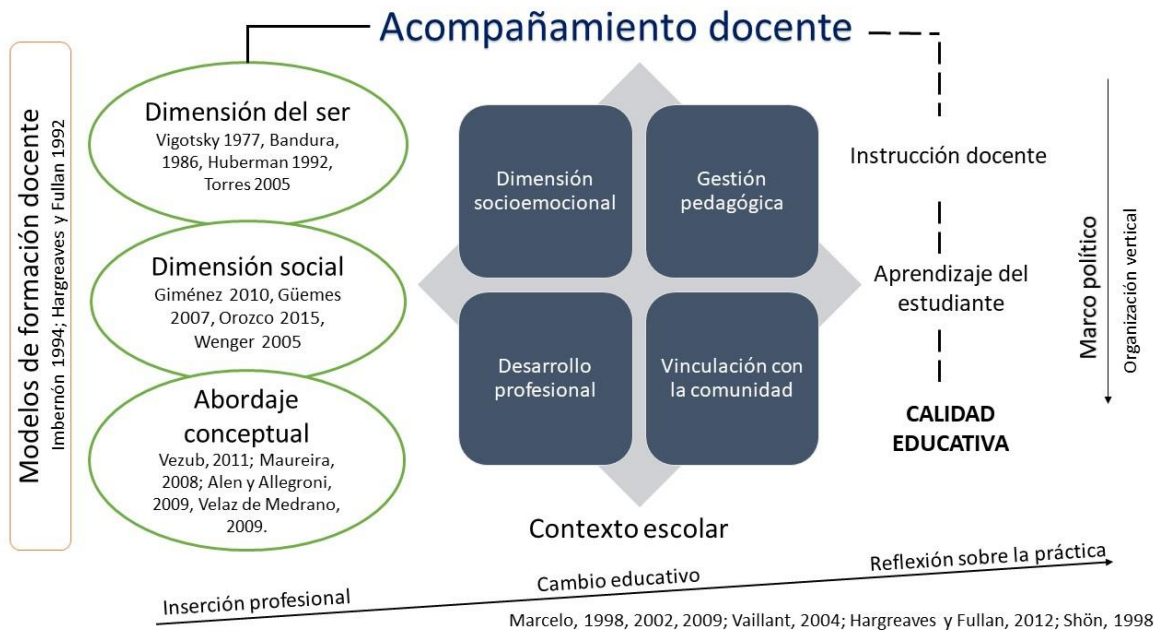 Acompañamiento docente
Modelos de formación docente
Imbernón 1994; Hargreaves y Fullan 1992
Dimensión del ser
Vigotsky 1977, Bandura,
1986, Huberman 1992,
Torres 2005
Dimensión social
Giménez 2010, Güemes
2007, Orozco 2015,
Wenger 2005
Abordaje
conceptual
Vezub, 2011; Maureira,
2008; Alen y Allegroni,
2009, Velaz de Medrano,
2009.
Dimensión
socioemocional
Gestión
pedagógica
Desarrollo
profesional
Vinculación con
la comunidad
Contexto escolar
Instrucción docente
Aprendizaje del
estudiante
CALIDAD
EDUCATIVA
Marco político
Organización vertical
Inserción profesional
Cambio educativo
Reflexión sobre la práctica
Marcelo, 1998, 2002, 2009; Vaillant, 2004; Hargreaves y Fullan, 2012; Shön, 1998